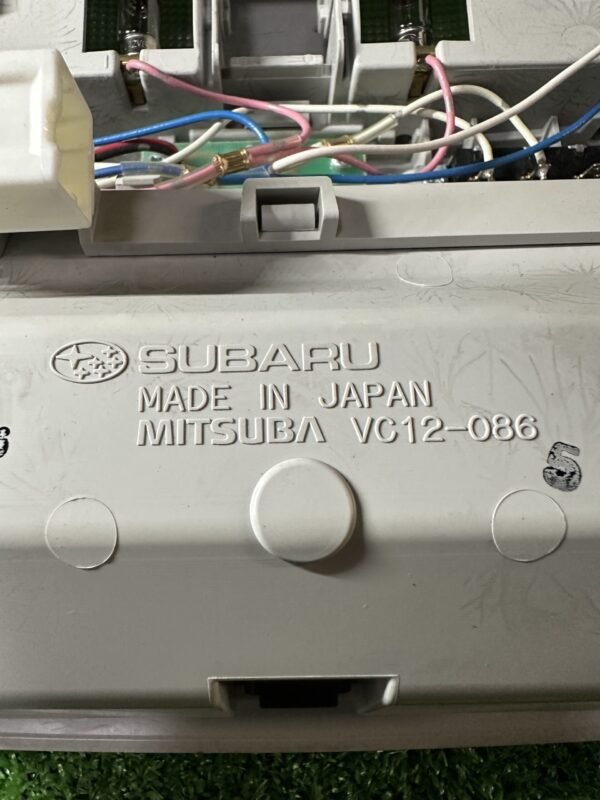 SUBARU
MADE IN JAPAN
MITSUBA VC12-086
5